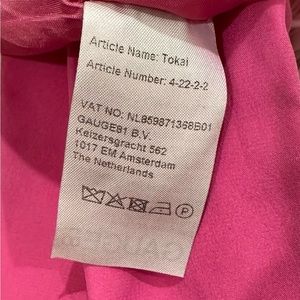 Article Name: Tokai
Article Number: 4-22-2-2
VAT NO: NL859871368B01
GAUGE81 B.V.
Keizersgracht 562
1017 EM Amsterdam
The Netherlands
P